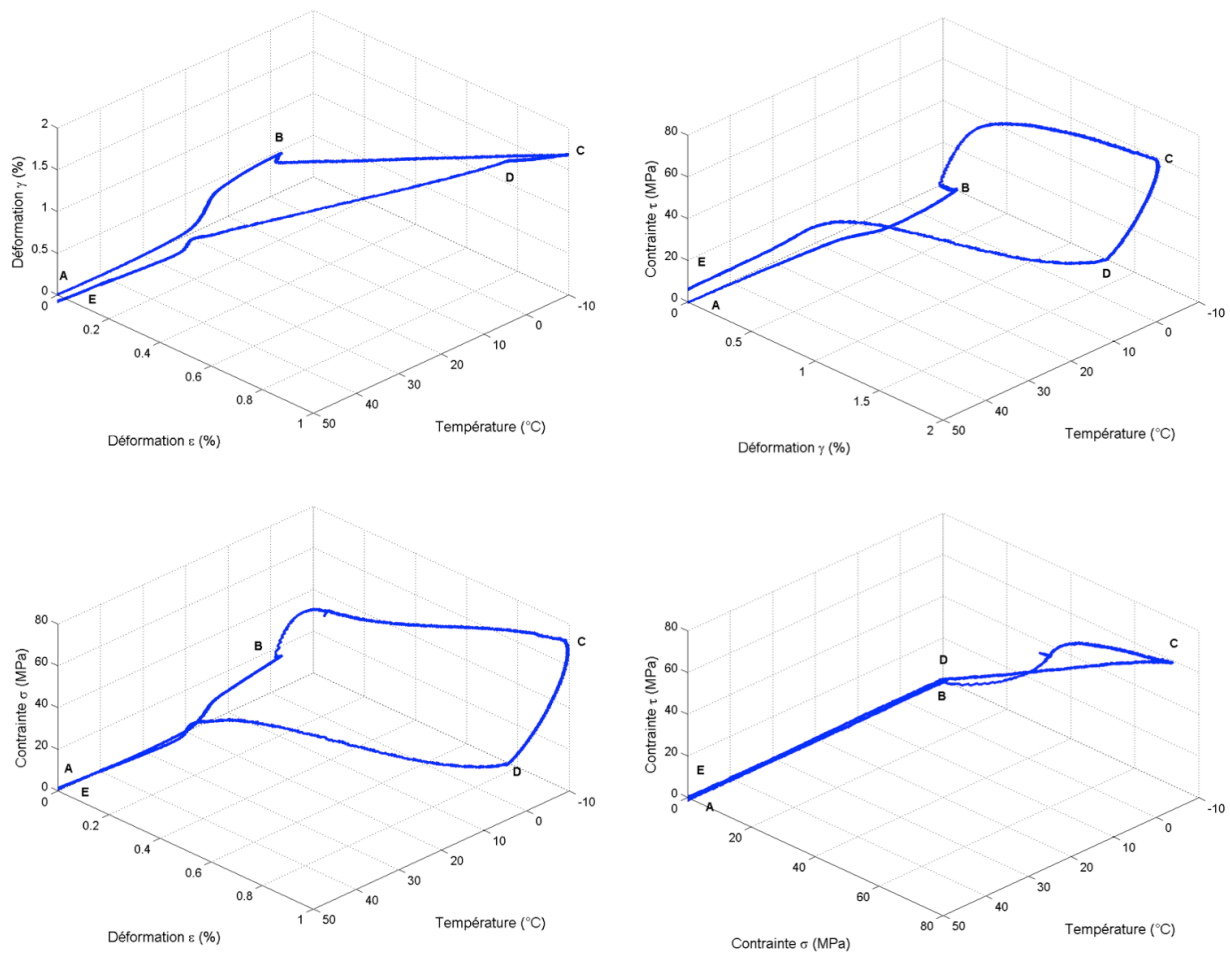 2
1.5
1
0.5
0
Déformation γ (%)
A
B
C
D
E
0
0.2
0.4
0.6
0.8
1
Déformation ε (%)
50
40
30
20
10
0
-10
Température (°C)
80
60
40
20
0
Contrainte τ (MPa)
A
B
C
D
E
0
0.5
1
1.5
2
Déformation γ (%)
50
40
30
20
10
0
-10
Température (°C)
80
60
40
20
0
Contrainte σ (MPa)
A
B
C
D
E
0
0.2
0.4
0.6
0.8
1
Déformation ε (%)
50
40
30
20
10
0
-10
Température (°C)
80
60
40
20
0
Contrainte τ (MPa)
A
B
C
D
E
0
20
40
60
80
Contrainte σ (MPa)
50
40
30
20
10
0
-10
Température (°C)